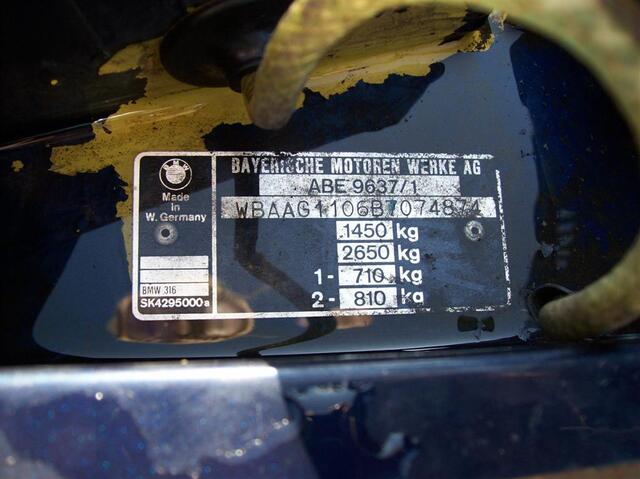 BMW
Made
in
W. Germany
BMW 316
SK4295000a
BAYERISCHE MOTOREN WERKE AG
ABE 9637/1
WBAAG1106B7074874
1450 kg
2650 kg
1- 710 kg
2- 810 kg